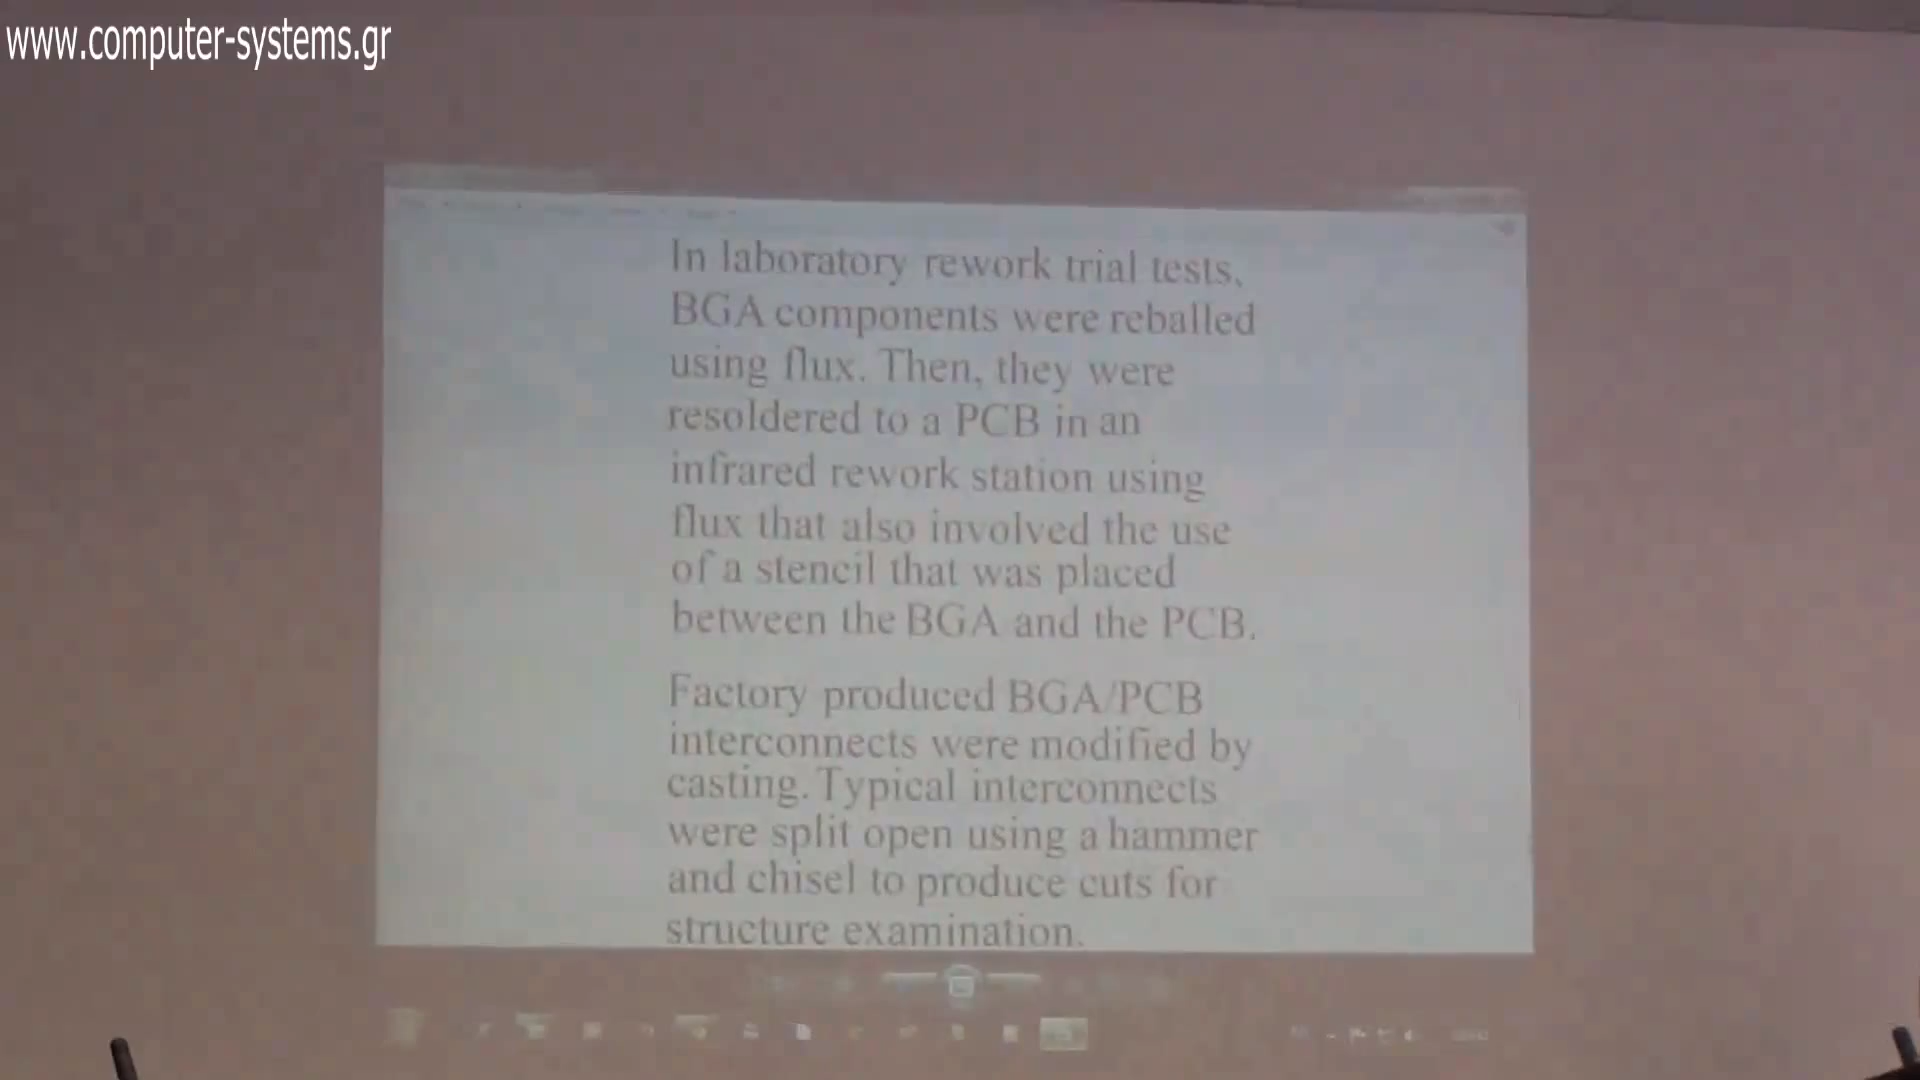 www.computer-systems.gr
In laboratory rework trial tests,
BGA components were reballed
using flux. Then, they were
resoldered to a PCB in an
infrared rework station using
flux that also involved the use
of a stencil that was placed
between the BGA and the PCB.
Factory produced BGA/PCB
interconnects were modified by
casting. Typical interconnects
were split open using a hammer
and chisel to produce cuts for
structure examination.